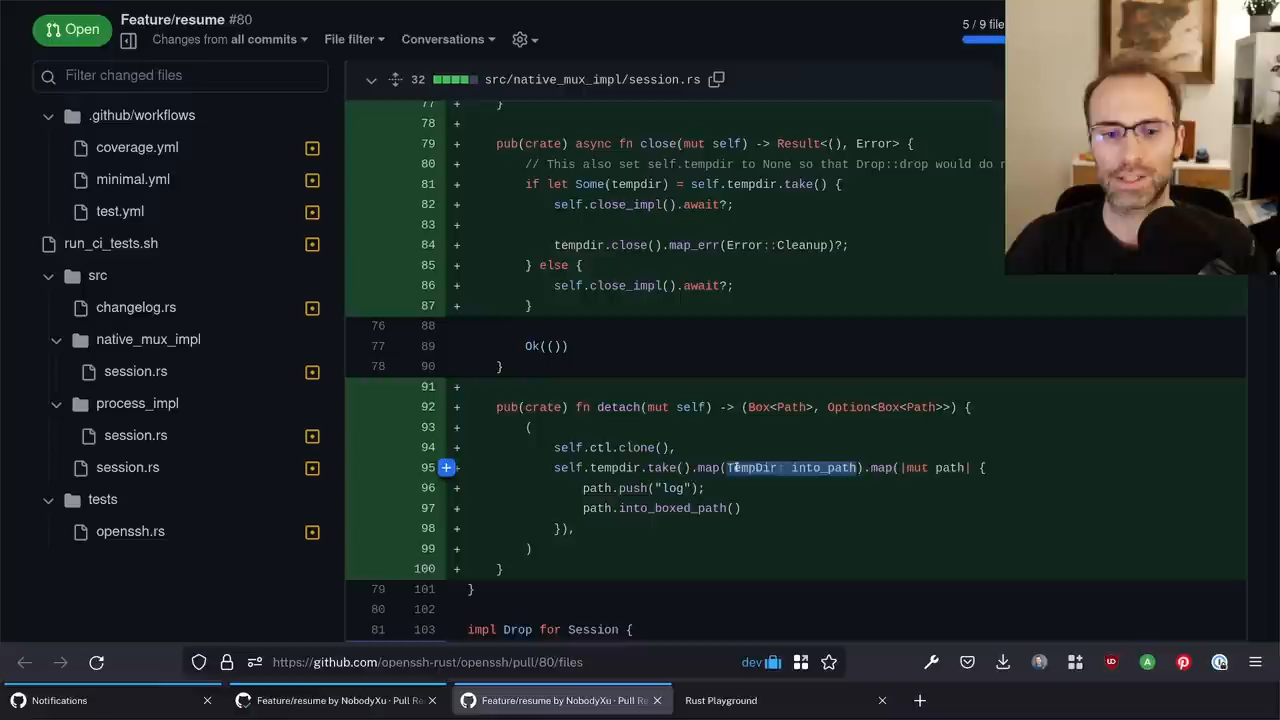 Open
Feature/resume #80
Changes from all commits
File filter
Conversations
5 / 9 file
Filter changed files
.github/workflows
coverage.yml
minimal.yml
test.yml
run_ci_tests.sh
src
changelog.rs
native_mux_impl
session.rs
process_impl
session.rs
session.rs
tests
openssh.rs
32 src/native_mux_impl/session.rs
77 + }
78 +
79 + pub(crate) async fn close(mut self) -> Result<(), Error> {
80 + // This also set self.tempdir to None so that Drop::drop would do n
81 + if let Some(tempdir) = self.tempdir.take() {
82 + self.close_impl().await?;
83 +
84 + tempdir.close().map_err(Error::Cleanup)?;
85 + } else {
86 + self.close_impl().await?;
87 + }
76 88
77 89 Ok(())
78 90 }
91 +
92 + pub(crate) fn detach(mut self) -> (Box<Path>, Option<Box<Path>>) {
93 + (
94 + self.ctl.clone(),
95 + self.tempdir.take().map(TempDir::into_path).map(|mut path| {
96 + path.push("log");
97 + path.into_boxed_path()
98 + }),
99 + )
100 + }
79 101 }
80 102
81 103 impl Drop for Session {
https://github.com/openssh-rust/openssh/pull/80/files
dev
Notifications
Feature/resume by NobodyXu · Pull Re
Feature/resume by NobodyXu · Pull Re
Rust Playground